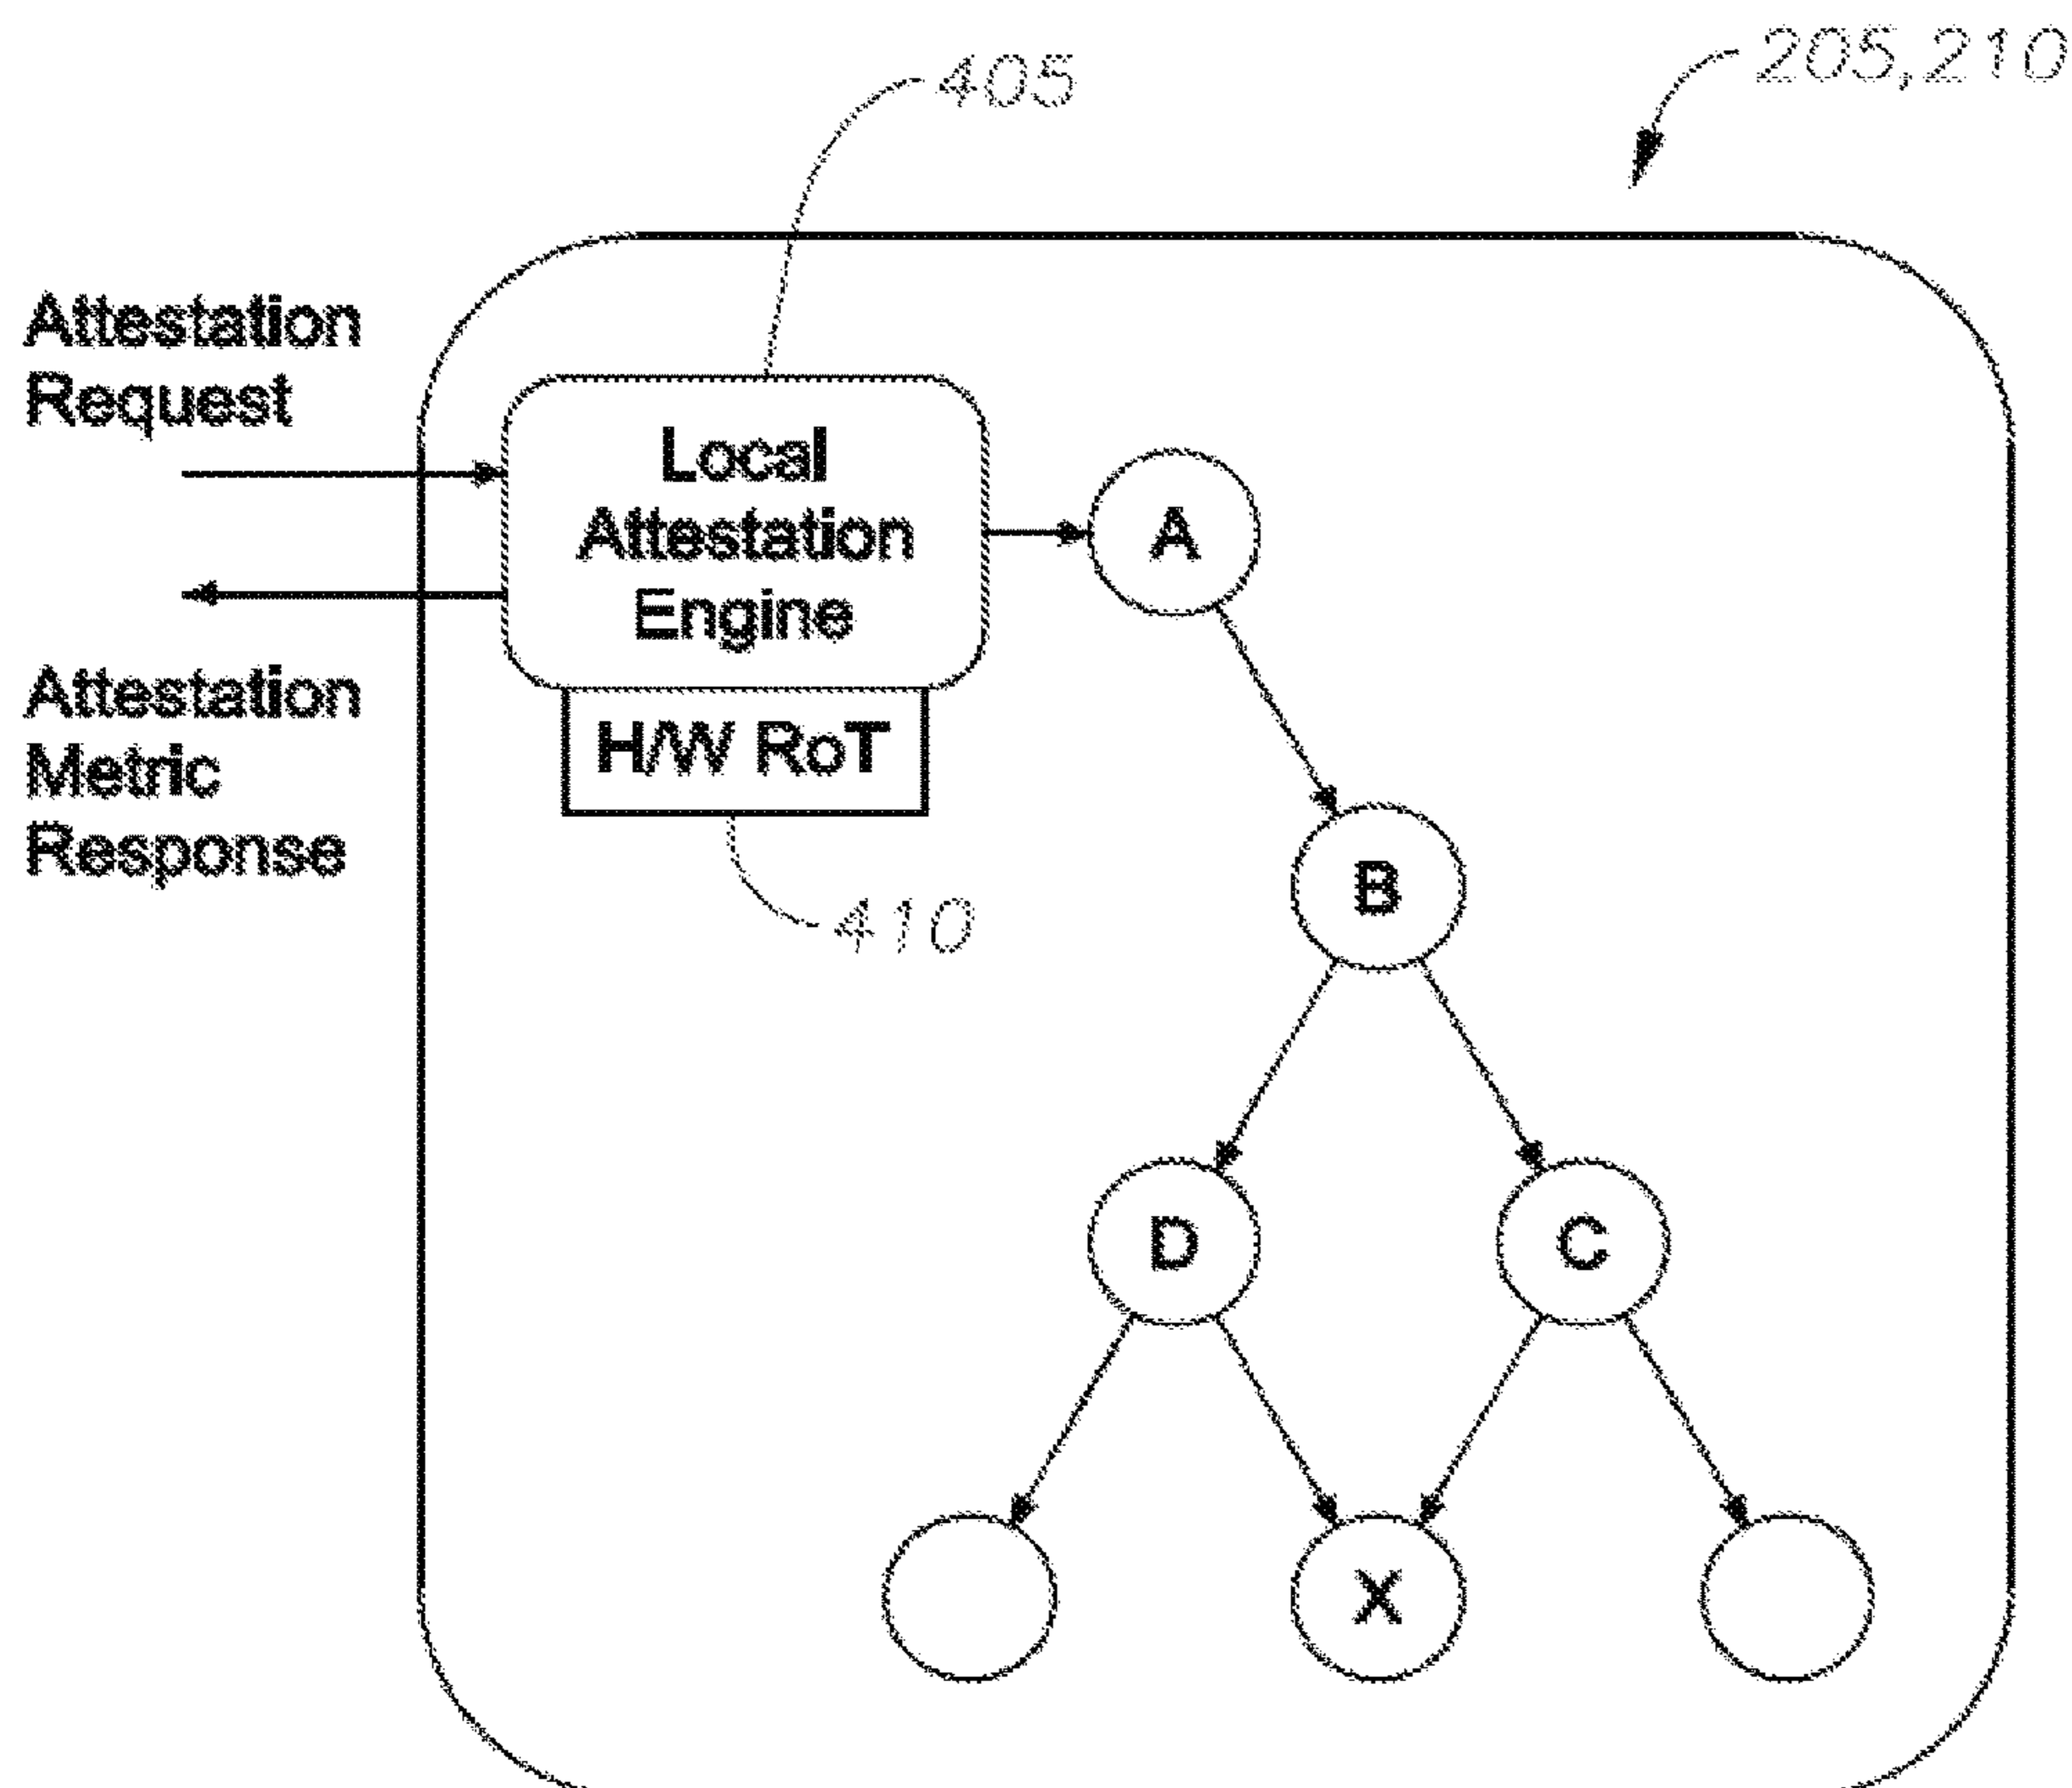 205,210
405
Attestation
Request
Local
Attestation
Engine
A
H/W RoT
Attestation
Metric
Response
410
B
D
C
X